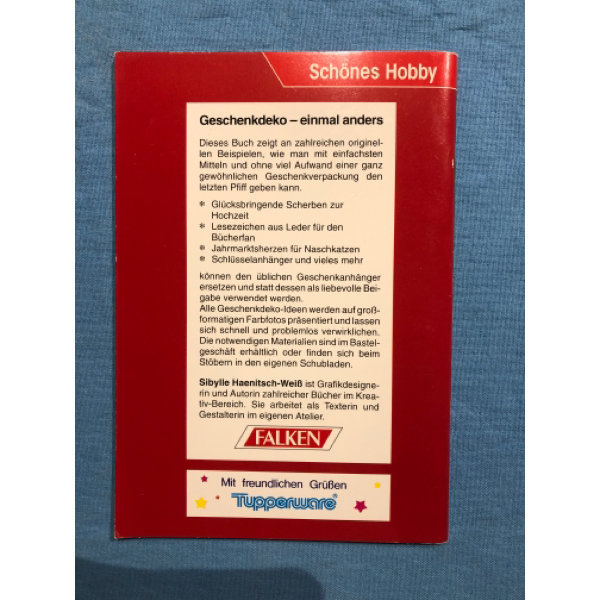 Schönes Hobby
Geschenkdeko – einmal anders
Dieses Buch zeigt an zahlreichen originel-
len Beispielen, wie man mit einfachsten
Mitteln und ohne viel Aufwand einer ganz
gewöhnlichen Geschenkverpackung den
letzten Pfiff geben kann.
* Glücksbringende Scherben zur
Hochzeit
* Lesezeichen aus Leder für den
Bücherfan
* Jahrmarktsherzen für Naschkatzen
* Schlüsselanhänger und vieles mehr
können den üblichen Geschenkanhänger
ersetzen und statt dessen als liebevolle Bei-
gabe verwendet werden.
Alle Geschenkdeko-Ideen werden auf groß-
formatigen Farbfotos präsentiert und lassen
sich schnell und problemlos verwirklichen.
Die notwendigen Materialien sind im Bastel-
geschäft erhältlich oder finden sich beim
Stöbern in den eigenen Schubladen.
Sibylle Haenitsch-Weiß ist Grafikdesigne-
rin und Autorin zahlreicher Bücher im Krea-
tiv-Bereich. Sie arbeitet als Texterin und
Gestalterin im eigenen Atelier.
FALKEN
Mit freundlichen Grüßen
Tupperware®